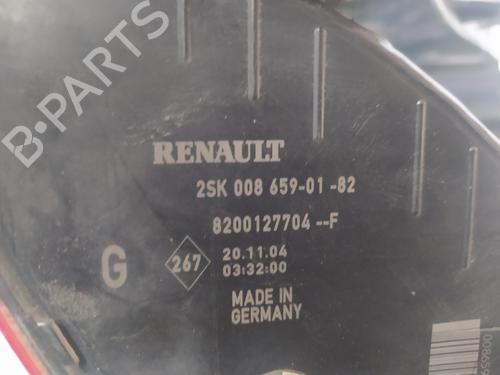 B-PARTS
RENAULT
2SK 008 659-01-82
8200127704--F
G
267
20.11.04
03:32:00
MADE IN
GERMANY